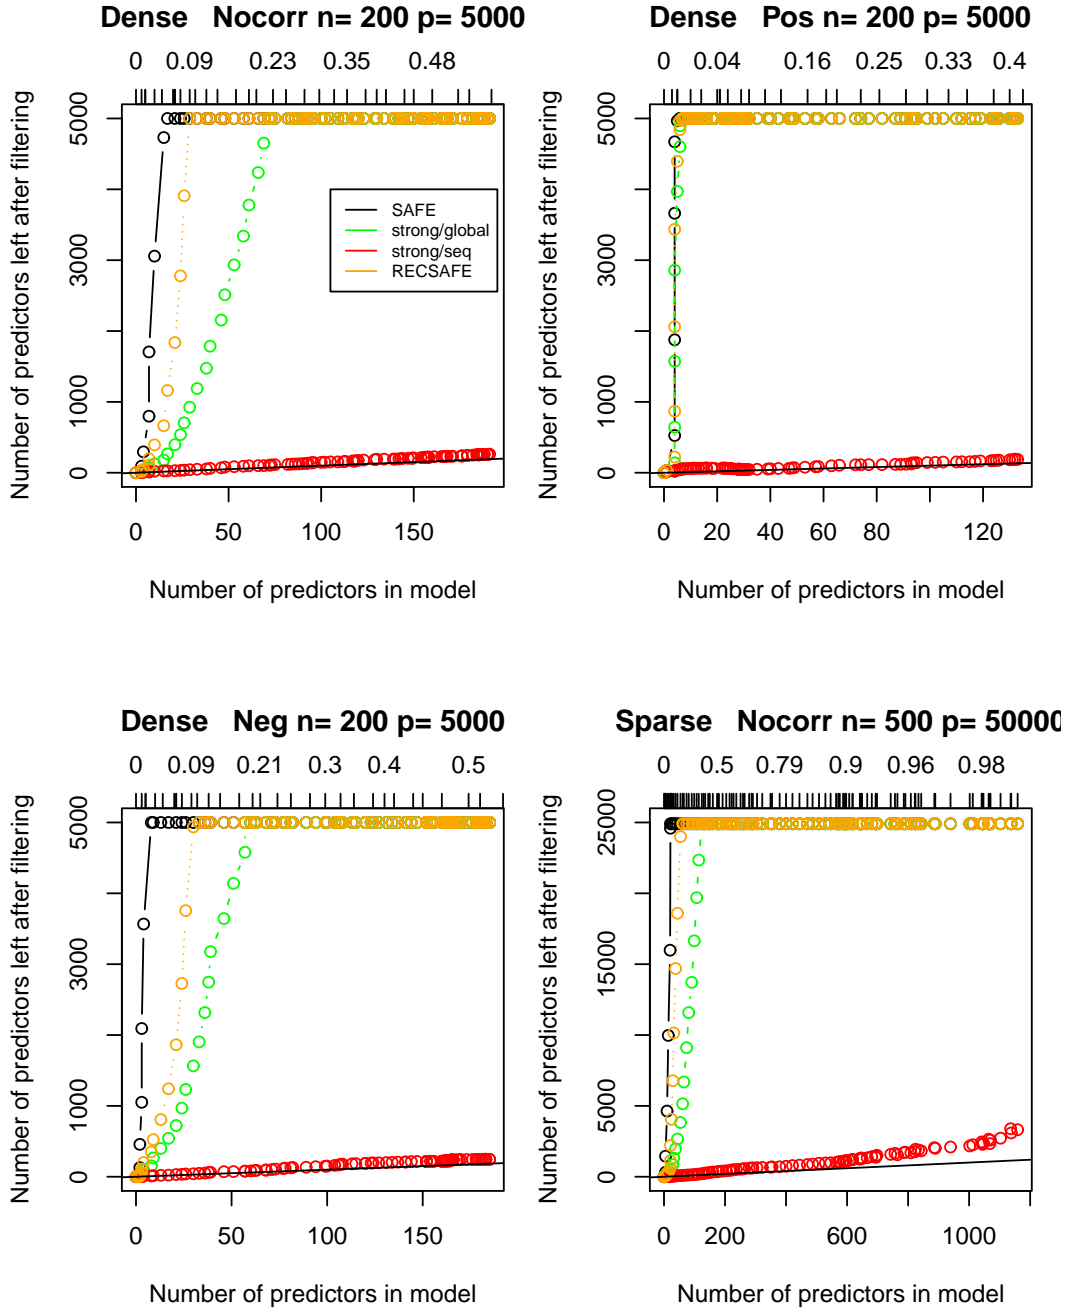 Dense Nocorr n= 200 p= 5000
0 0.09 0.23 0.35 0.48
Number of predictors left after filtering
0 1000 3000 5000
SAFE
strong/global
strong/seq
RECSAFE
0 50 100 150
Number of predictors in model
Dense Pos n= 200 p= 5000
0 0.04 0.16 0.25 0.33 0.4
Number of predictors left after filtering
0 1000 3000 5000
0 20 40 60 80 120
Number of predictors in model
Dense Neg n= 200 p= 5000
0 0.09 0.21 0.3 0.4 0.5
Number of predictors left after filtering
0 1000 3000 5000
0 50 100 150
Number of predictors in model
Sparse Nocorr n= 500 p= 50000
0 0.5 0.79 0.9 0.96 0.98
Number of predictors left after filtering
0 5000 15000 25000
0 200 600 1000
Number of predictors in model